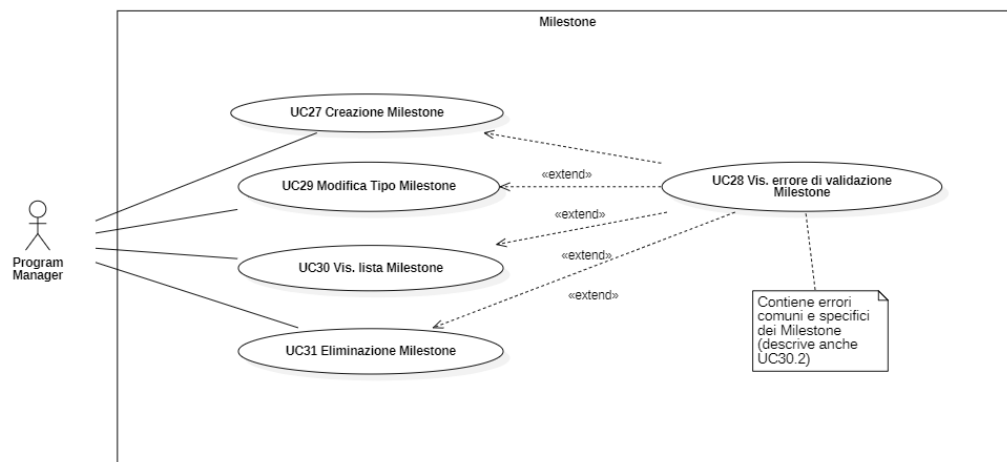 Milestone
UC27 Creazione Milestone
UC29 Modifica Tipo Milestone
«extend»
UC28 Vis. errore di validazione
Milestone
«extend»
Program
Manager
UC30 Vis. lista Milestone
«extend»
«extend»
Contiene errori
comuni e specifici
dei Milestone
(descrive anche
UC30.2)
UC31 Eliminazione Milestone